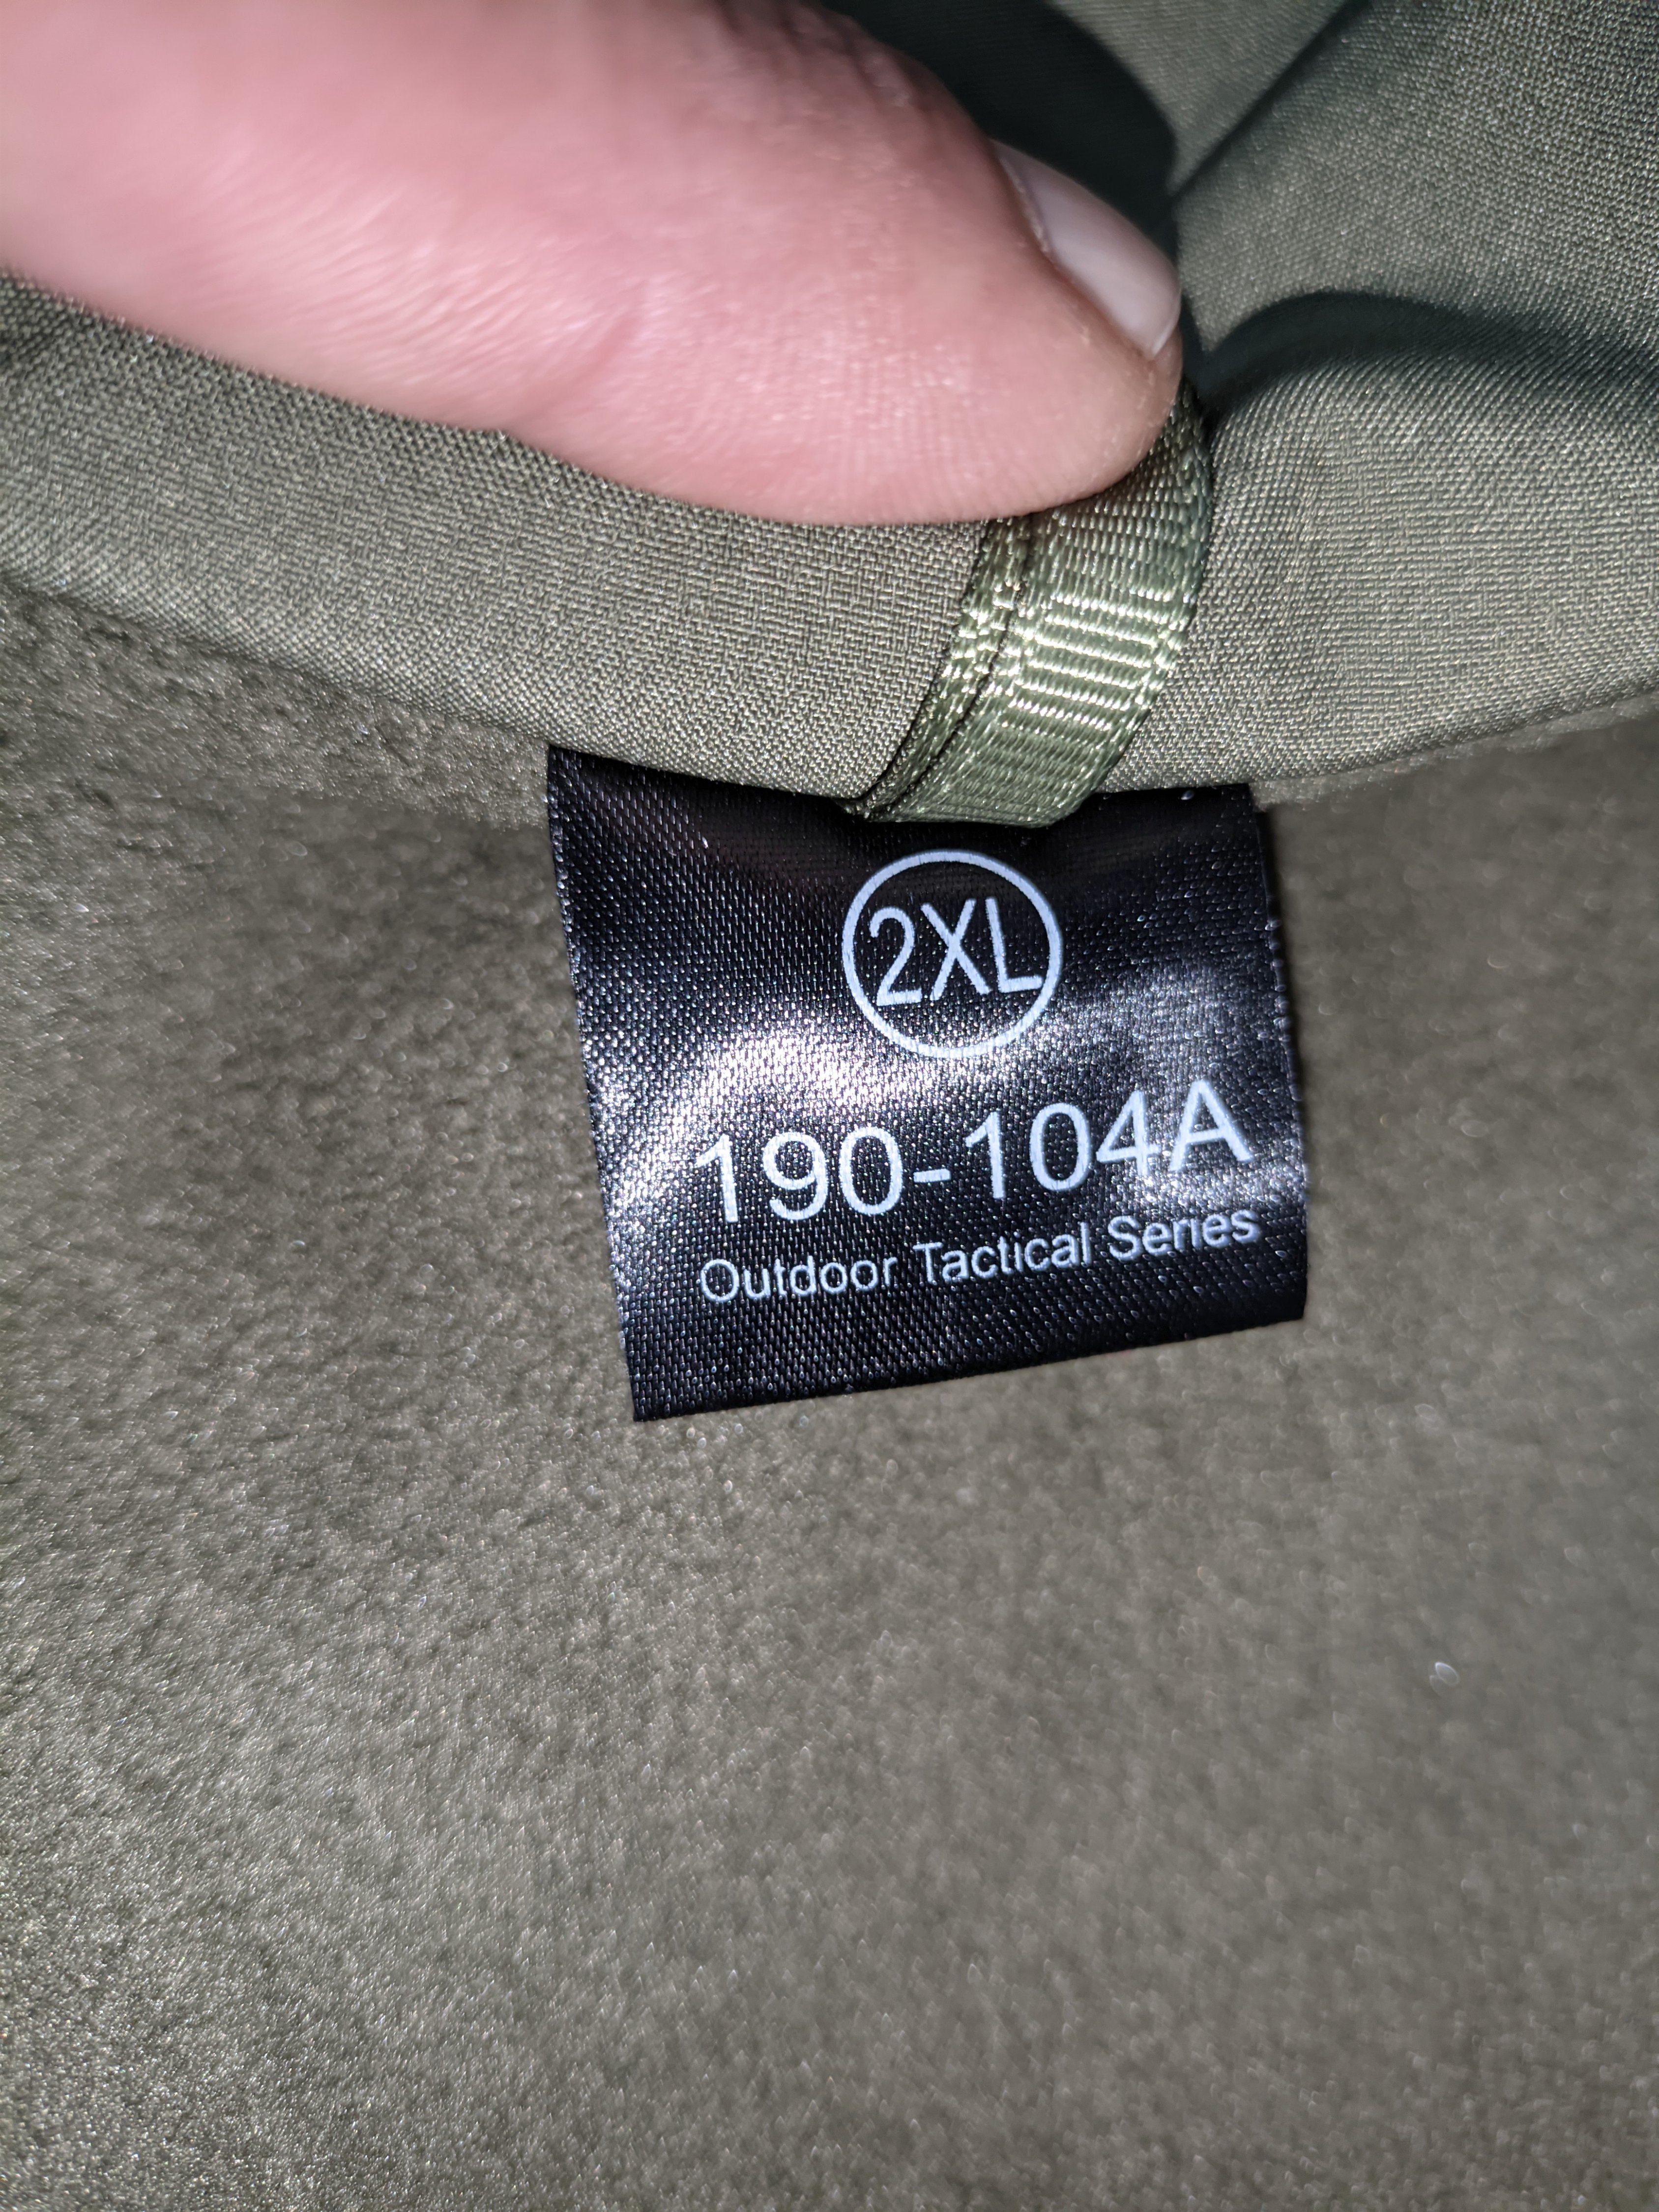 2XL
190-104A
Outdoor Tactical Series